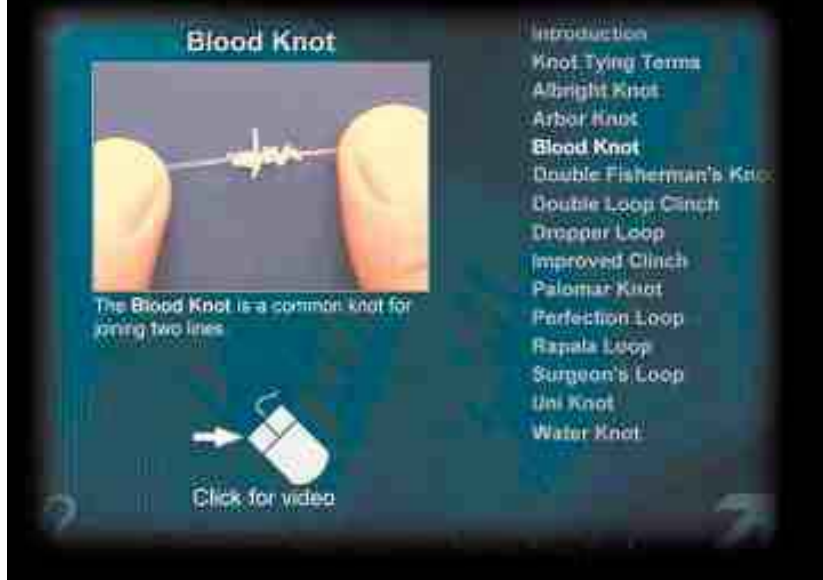 Blood Knot
The Blood Knot is a common knot for
joining two lines
Click for video
Introduction
Knot Tying Terms
Albright Knot
Arbor Knot
Blood Knot
Double Fisherman's Kno
Double Loop Clinch
Dropper Loop
Improved Clinch
Palomar Knot
Perfection Loop
Rapala Loop
Surgeon's Loop
Uni Knot
Water Knot